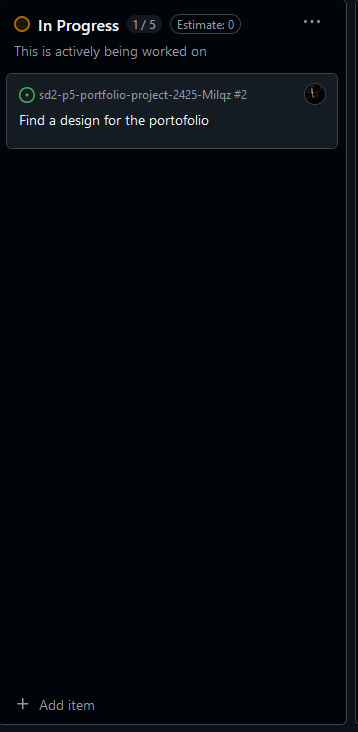 In Progress 1 / 5 Estimate: 0 ...
This is actively being worked on
sd2-p5-portfolio-project-2425-Milqz #2
Find a design for the portofolio
+ Add item